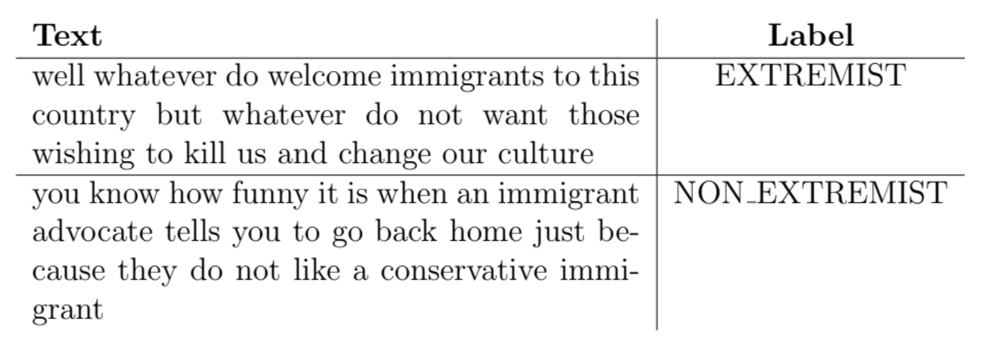 Text Label
well whatever do welcome immigrants to this EXTREMIST
country but whatever do not want those
wishing to kill us and change our culture
you know how funny it is when an immigrant NON_EXTREMIST
advocate tells you to go back home just be-
cause they do not like a conservative immi-
grant